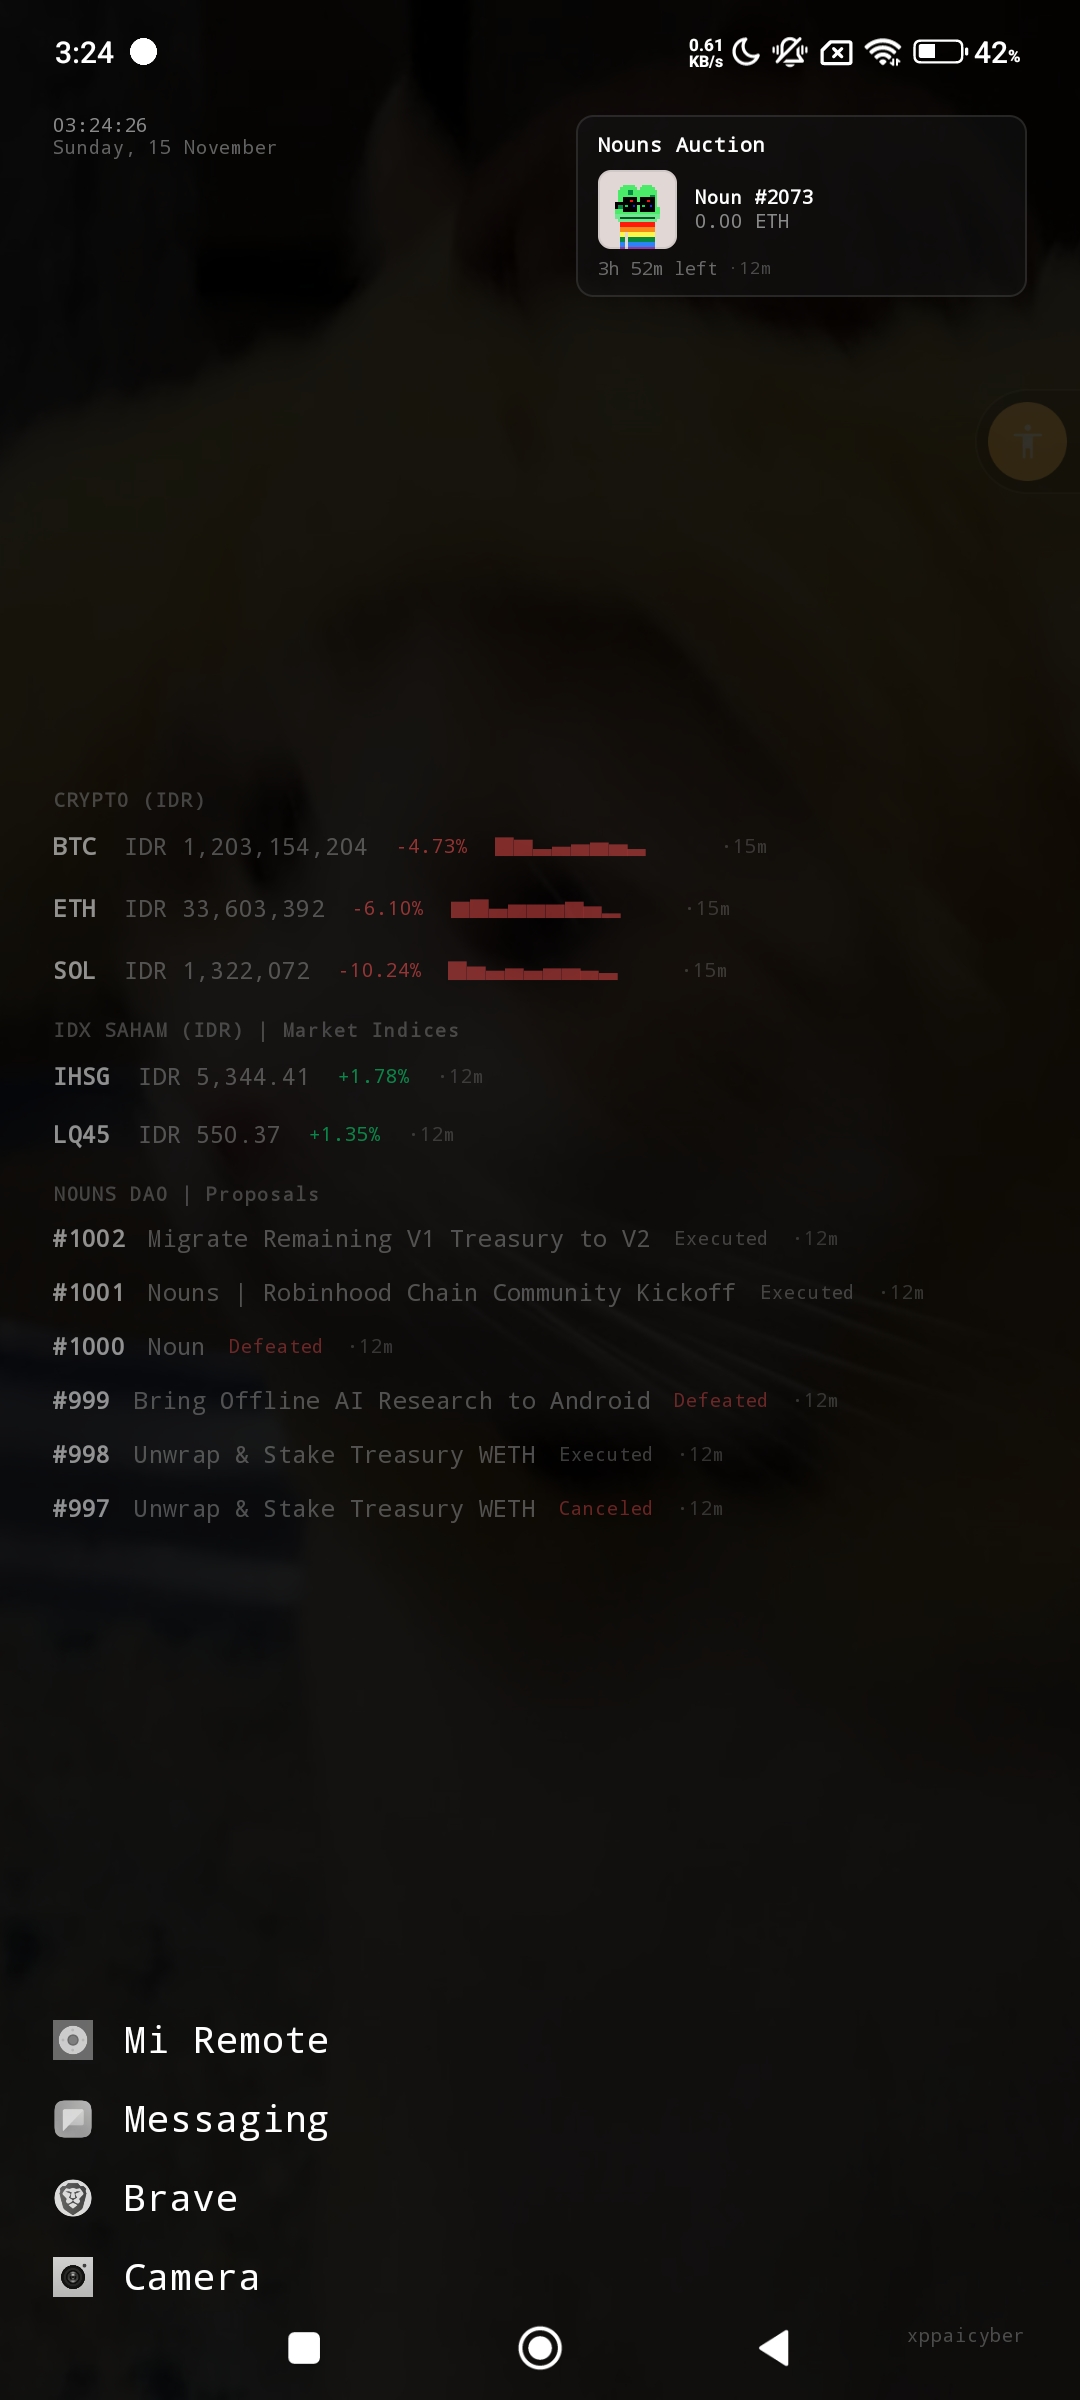 3:24
0.61 KB/s
42%
03:24:26
Sunday, 15 November
Nouns Auction
Noun #2073
0.00 ETH
3h 52m left ·12m
CRYPTO (IDR)
BTC IDR 1,203,154,204 -4.73% ·15m
ETH IDR 33,603,392 -6.10% ·15m
SOL IDR 1,322,072 -10.24% ·15m
IDX SAHAM (IDR) | Market Indices
IHSG IDR 5,344.41 +1.78% ·12m
LQ45 IDR 550.37 +1.35% ·12m
NOUNS DAO | Proposals
#1002 Migrate Remaining V1 Treasury to V2 Executed ·12m
#1001 Nouns | Robinhood Chain Community Kickoff Executed ·12m
#1000 Noun Defeated ·12m
#999 Bring Offline AI Research to Android Defeated ·12m
#998 Unwrap & Stake Treasury WETH Executed ·12m
#997 Unwrap & Stake Treasury WETH Canceled ·12m
Mi Remote
Messaging
Brave
Camera
xppaicyber